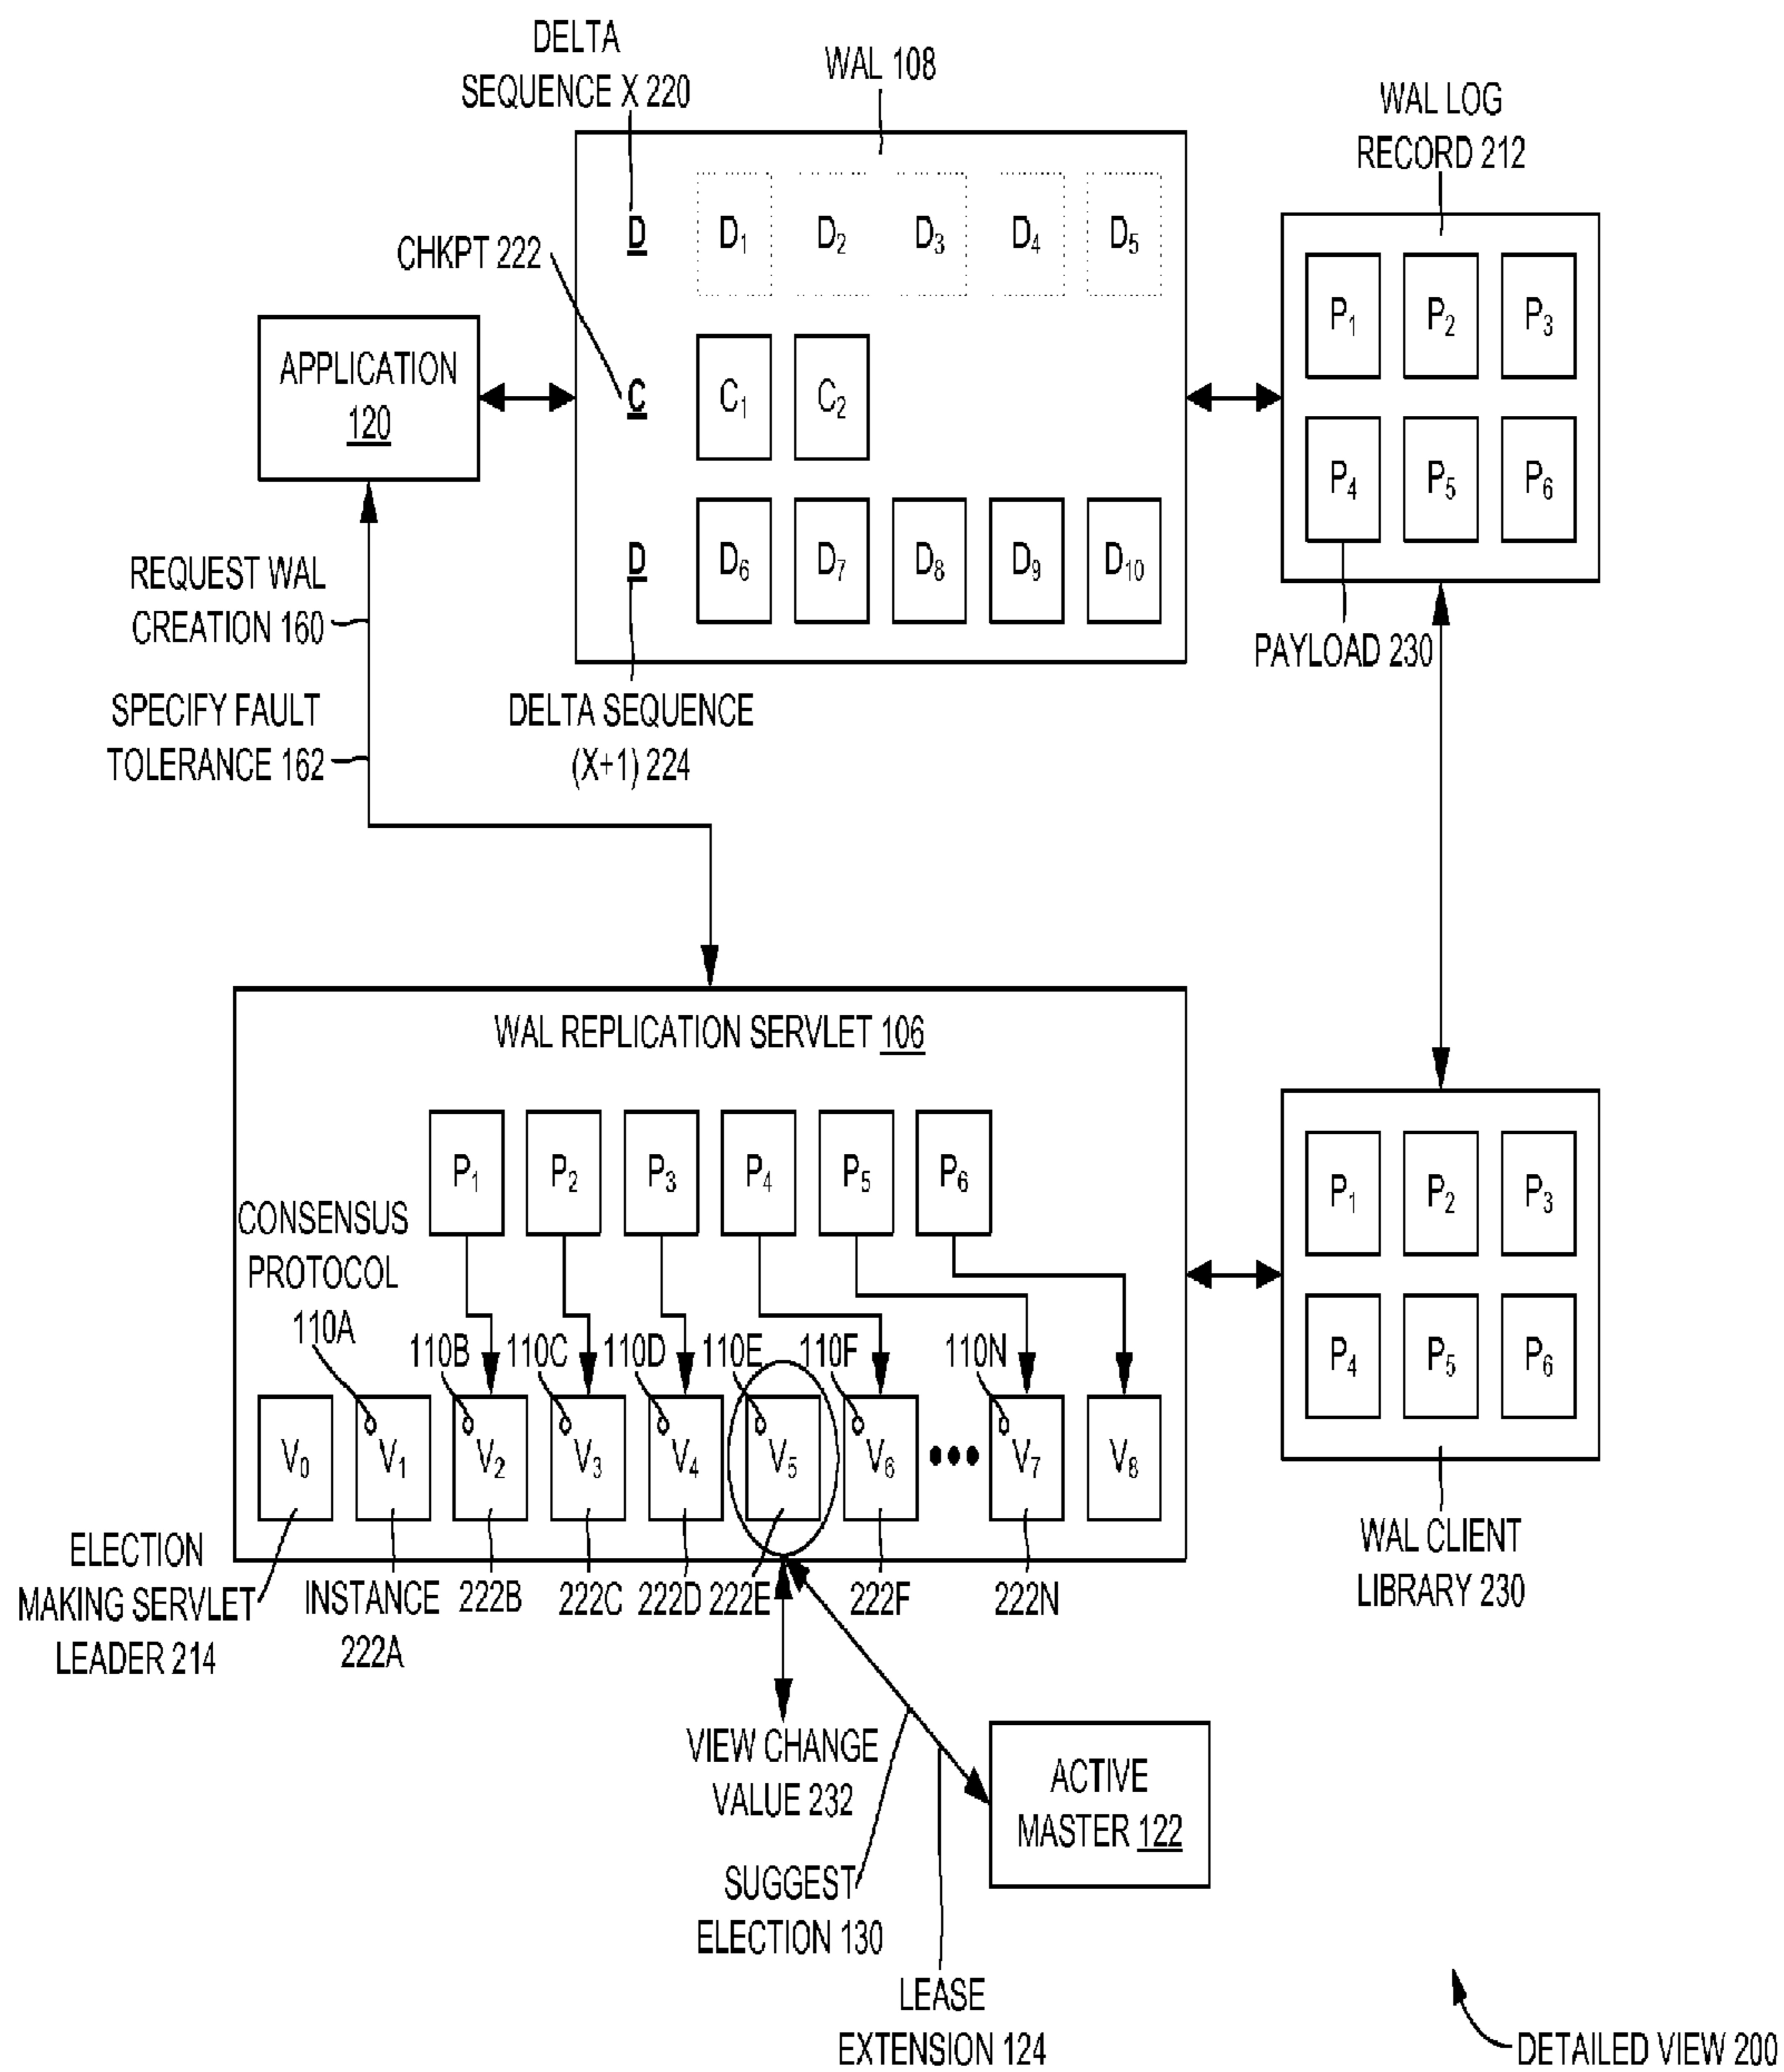 DELTA
SEQUENCE X 220
WAL 108
WAL LOG
RECORD 212
D D₁ D₂ D₃ D₄ D₅
CHKPT 222
P₁ P₂ P₃
APPLICATION
120
C C₁ C₂
P₄ P₅ P₆
D D₆ D₇ D₈ D₉ D₁₀
REQUEST WAL
CREATION 160
PAYLOAD 230
SPECIFY FAULT
TOLERANCE 162
DELTA SEQUENCE
(X+1) 224
WAL REPLICATION SERVLET 106
P₁ P₂ P₃ P₄ P₅ P₆
P₁ P₂ P₃
CONSENSUS
PROTOCOL
110A
110B 110C 110D 110E 110F 110N
P₄ P₅ P₆
V₀ V₁ V₂ V₃ V₄ V₅ V₆ ••• V₇ V₈
WAL CLIENT
LIBRARY 230
ELECTION
MAKING SERVLET
LEADER 214
INSTANCE
222A
222B 222C 222D 222E 222F 222N
VIEW CHANGE
VALUE 232
ACTIVE
MASTER 122
SUGGEST
ELECTION 130
LEASE
EXTENSION 124
DETAILED VIEW 200